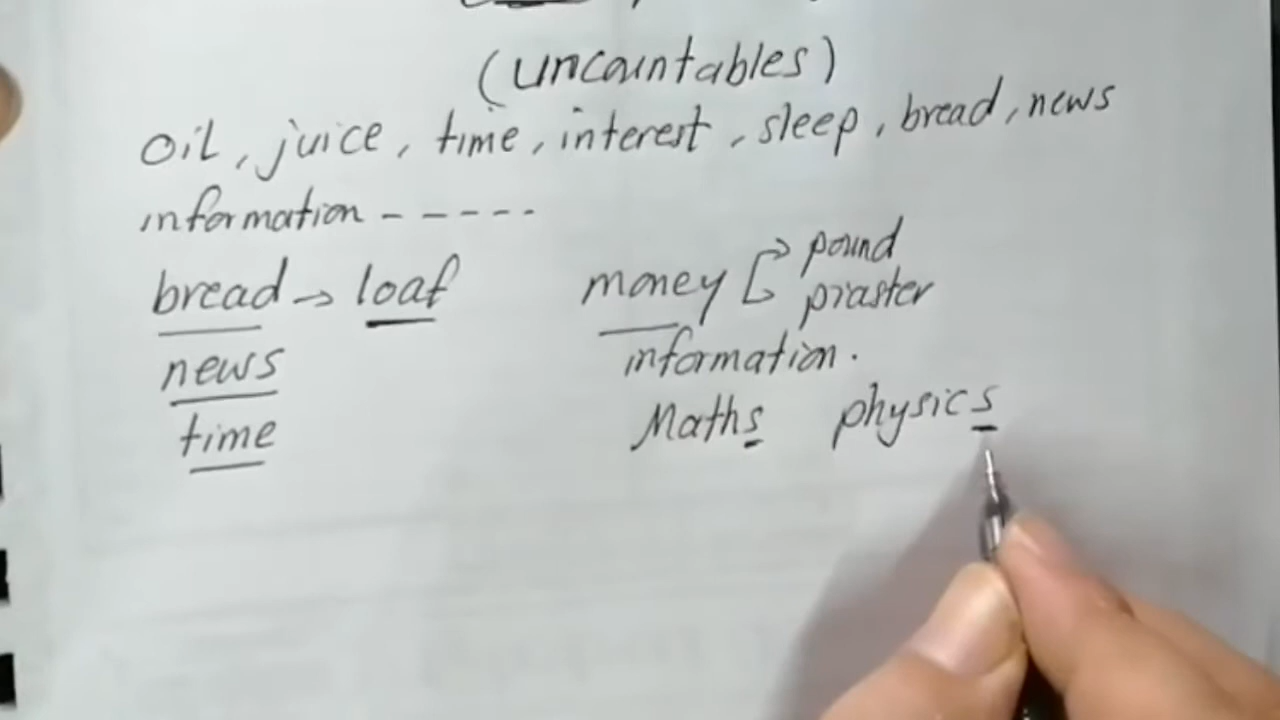 (uncountables)
oil, juice, time, interest, sleep, bread, news
information -----
bread → loaf
news
time
money → pound
piaster
information.
Maths physics